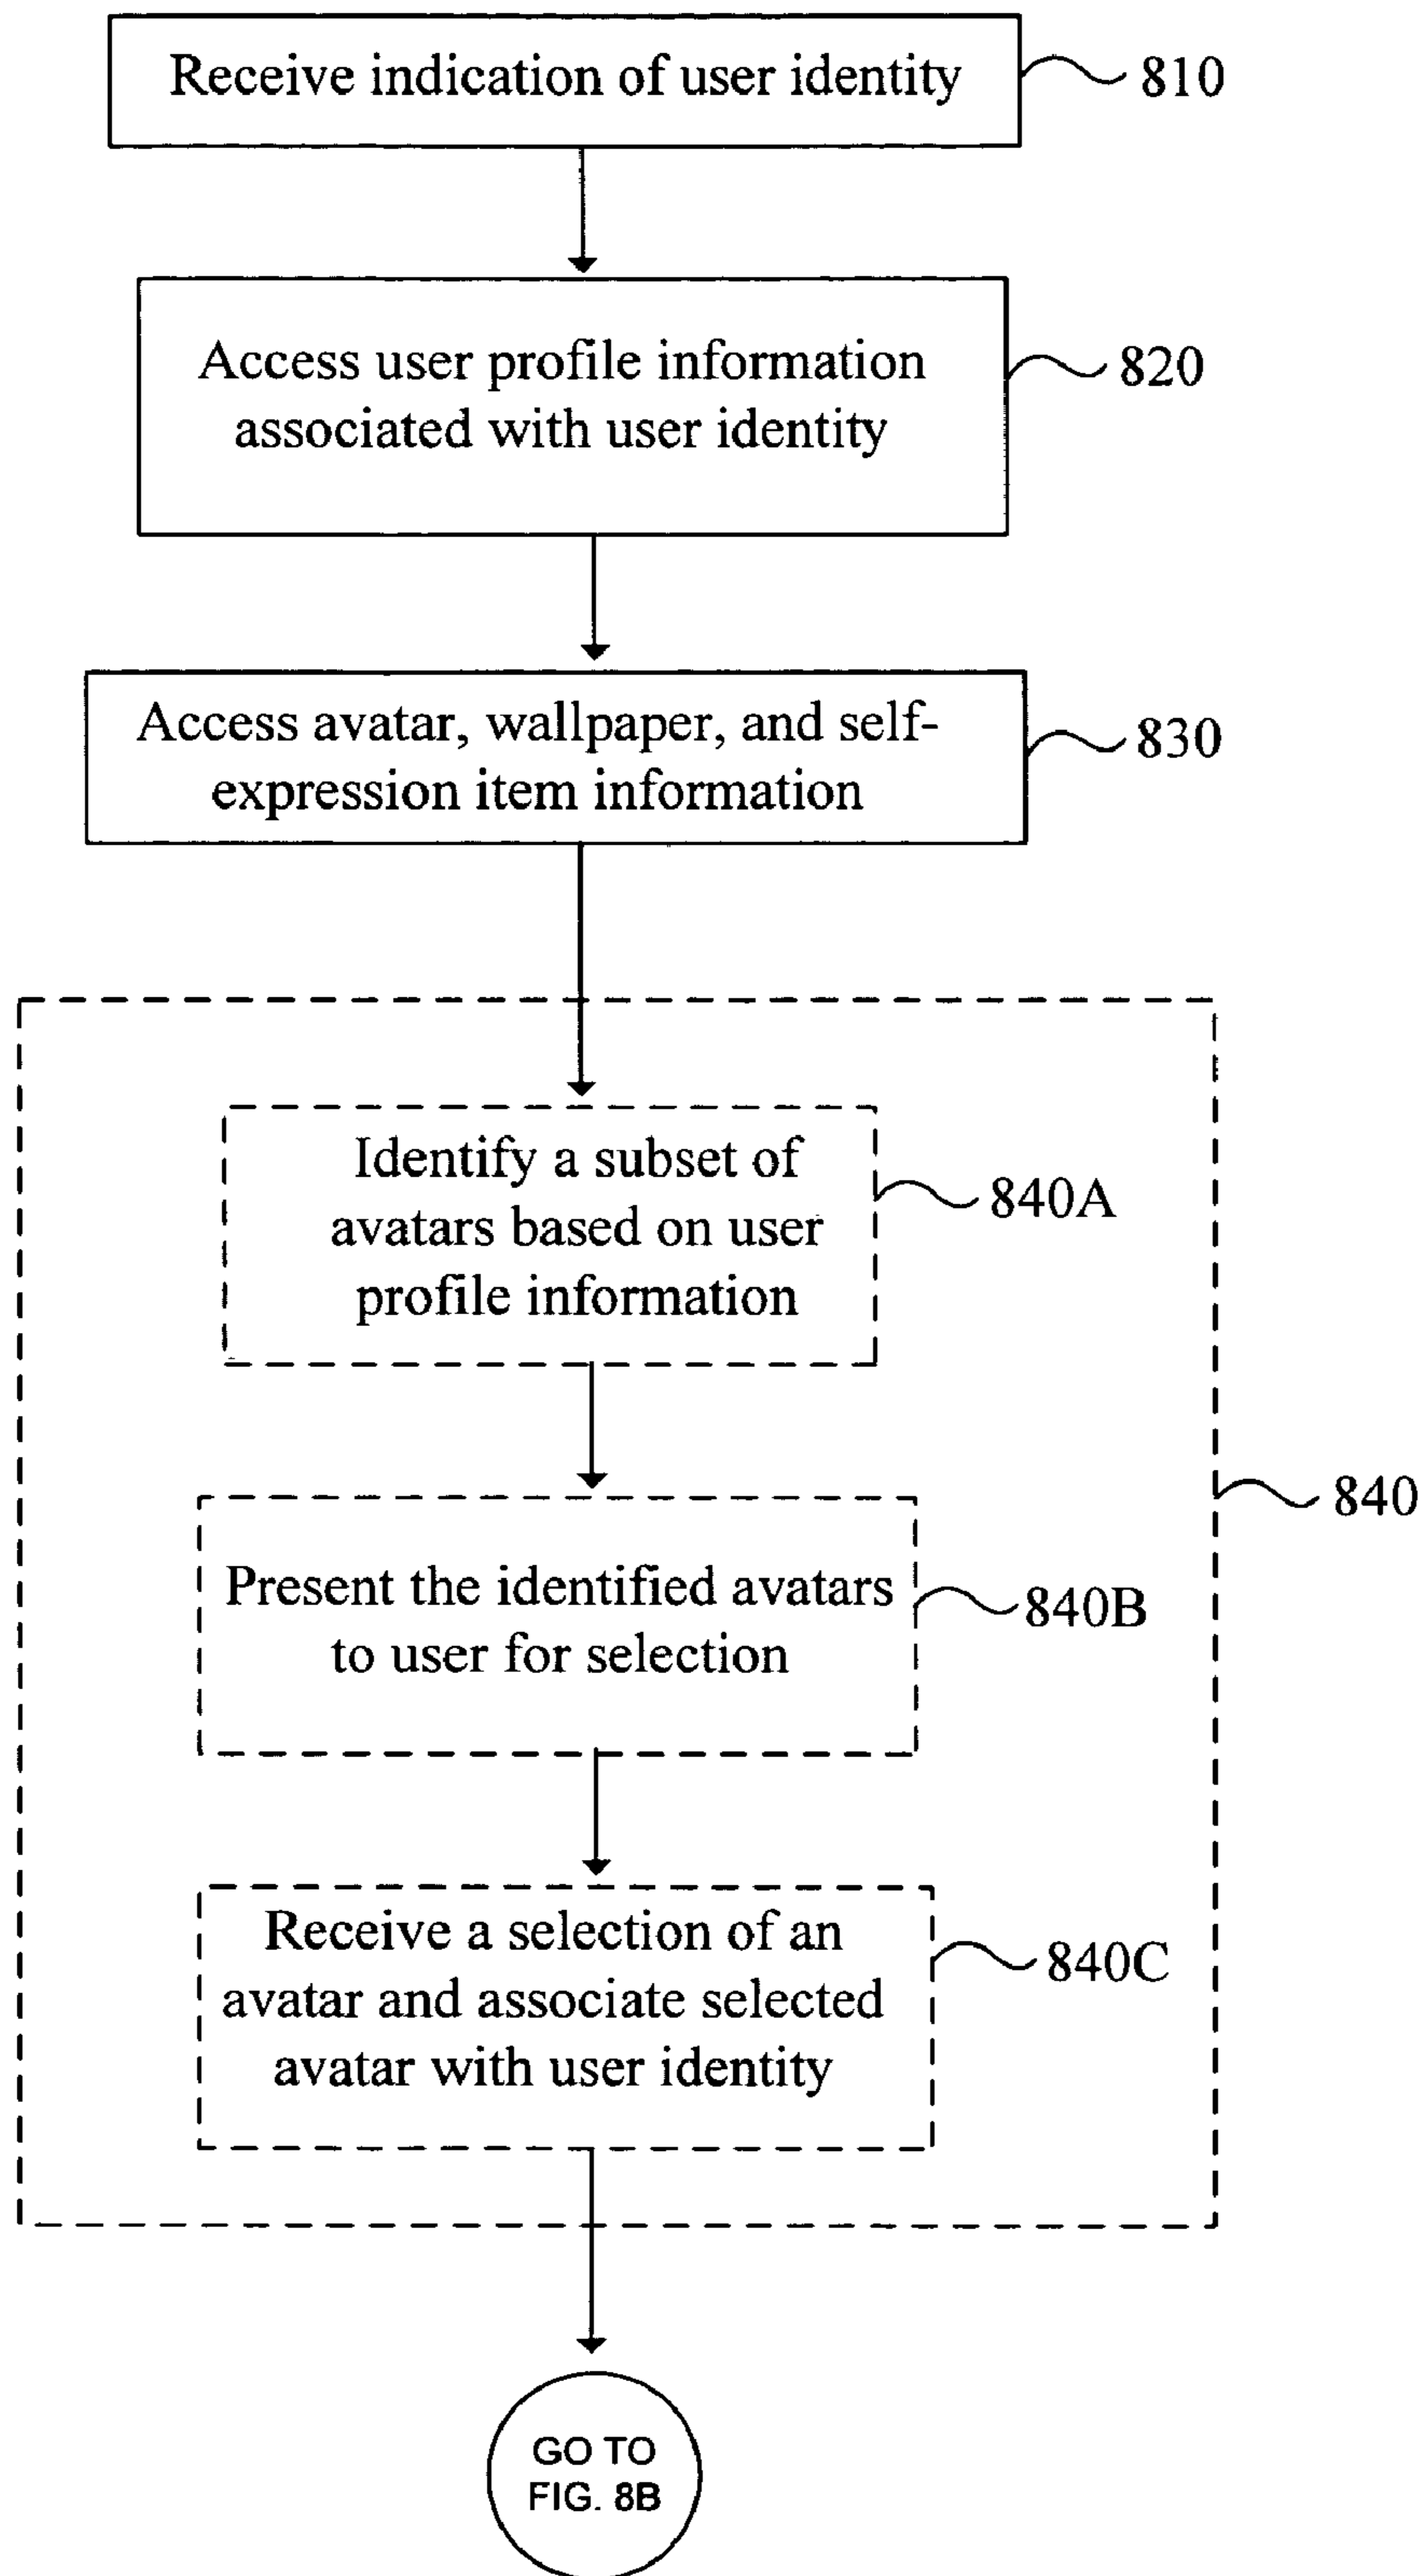 Receive indication of user identity
810
Access user profile information
associated with user identity
820
Access avatar, wallpaper, and self-
expression item information
830
Identify a subset of
avatars based on user
profile information
840A
840
Present the identified avatars
to user for selection
840B
Receive a selection of an
avatar and associate selected
avatar with user identity
840C
GO TO
FIG. 8B